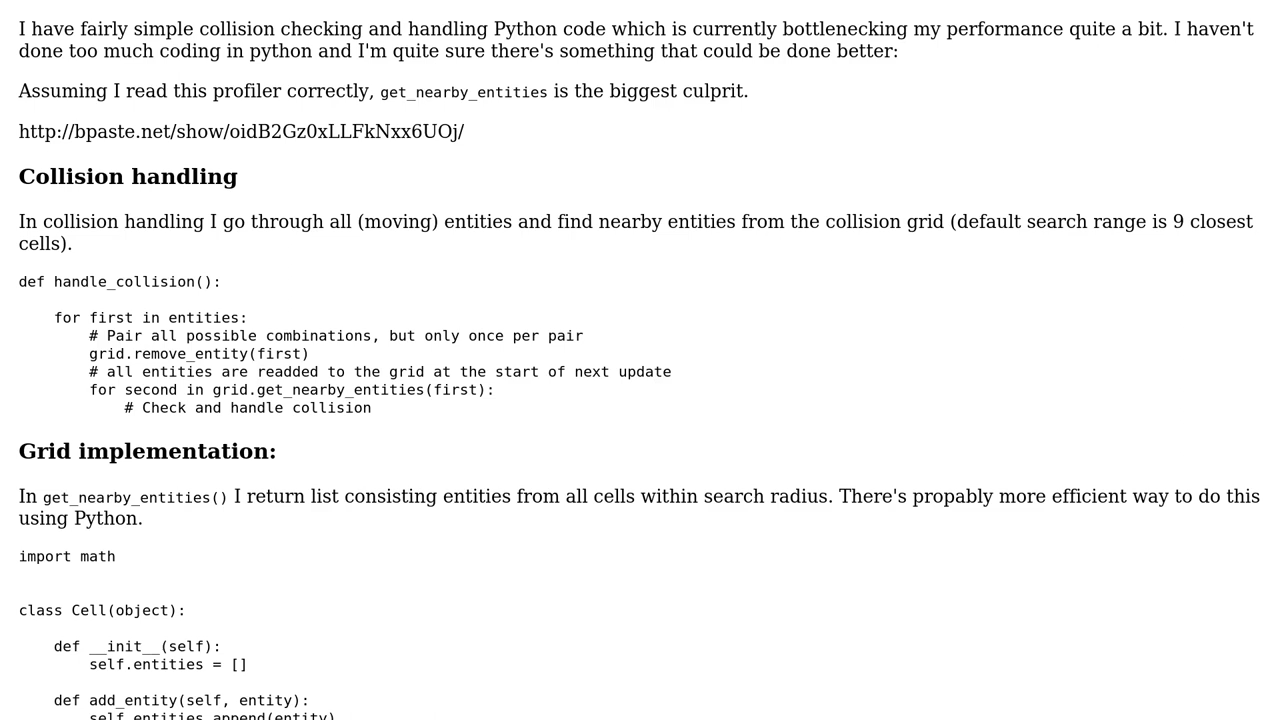 I have fairly simple collision checking and handling Python code which is currently bottlenecking my performance quite a bit. I haven't
done too much coding in python and I'm quite sure there's something that could be done better:
Assuming I read this profiler correctly, get_nearby_entities is the biggest culprit.
http://bpaste.net/show/oidB2Gz0xLLFkNxx6UOj/
Collision handling
In collision handling I go through all (moving) entities and find nearby entities from the collision grid (default search range is 9 closest
cells).
def handle_collision():
    for first in entities:
        # Pair all possible combinations, but only once per pair
        grid.remove_entity(first)
        # all entities are readded to the grid at the start of next update
        for second in grid.get_nearby_entities(first):
            # Check and handle collision
Grid implementation:
In get_nearby_entities() I return list consisting entities from all cells within search radius. There's propably more efficient way to do this
using Python.
import math
class Cell(object):
    def __init__(self):
        self.entities = []
    def add_entity(self, entity):
        self.entities.append(entity)